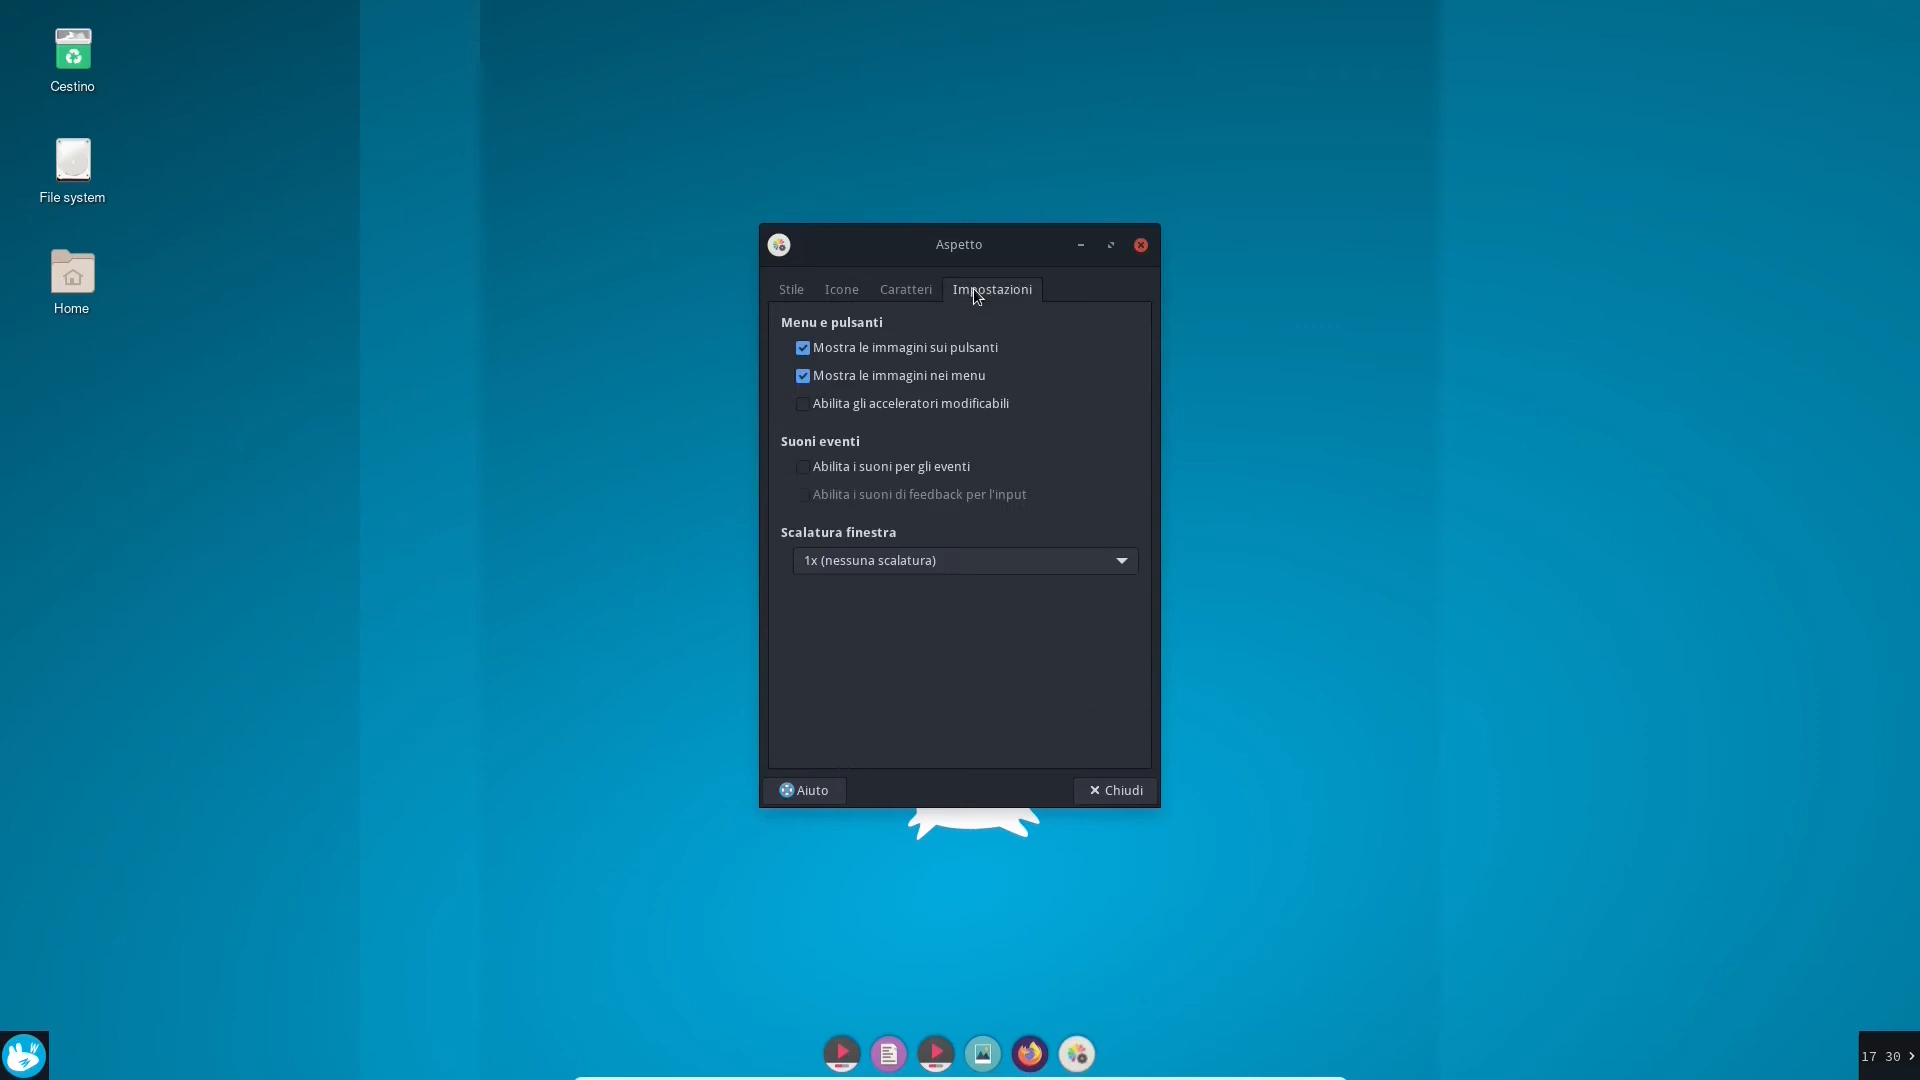 Cestino
File system
Home
Aspetto
Stile Icone Caratteri Impostazioni
Menu e pulsanti
Mostra le immagini sui pulsanti
Mostra le immagini nei menu
Abilita gli acceleratori modificabili
Suoni eventi
Abilita i suoni per gli eventi
Abilita i suoni di feedback per l'input
Scalatura finestra
1x (nessuna scalatura)
Aiuto Chiudi
W
17 30